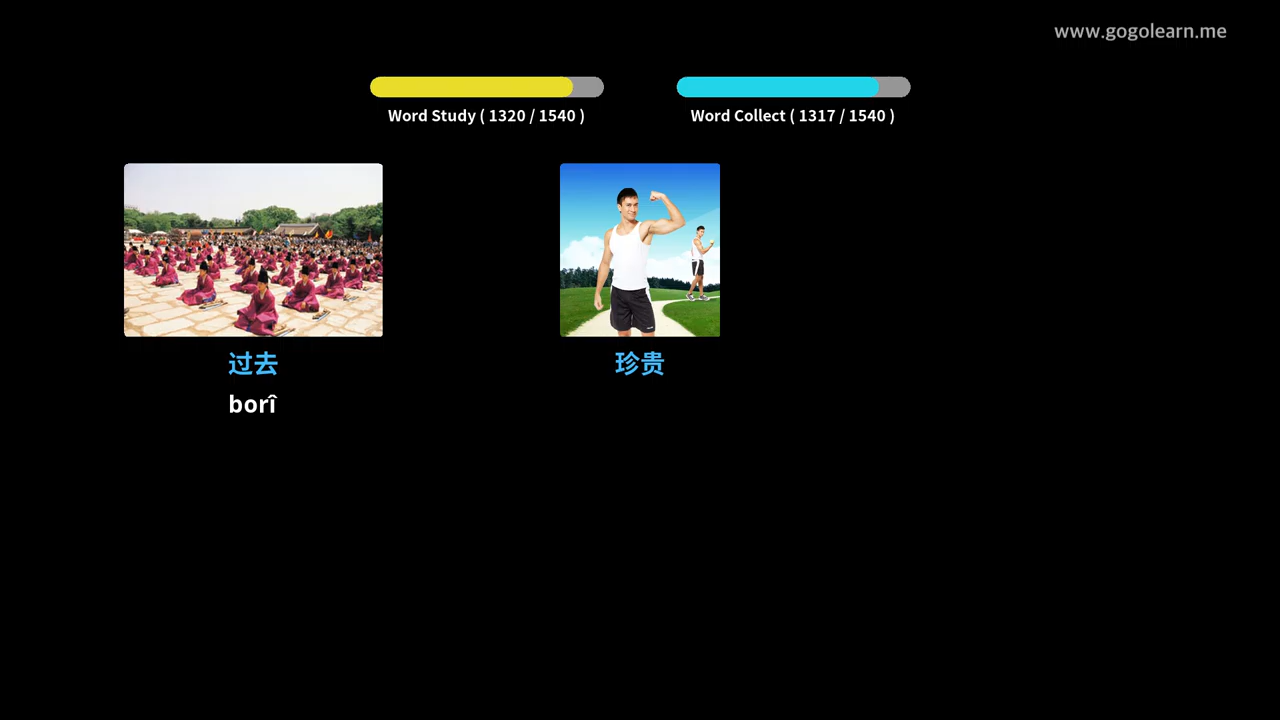 www.gogolearn.me
Word Study ( 1320 / 1540 )
Word Collect ( 1317 / 1540 )
过去
珍贵
borî